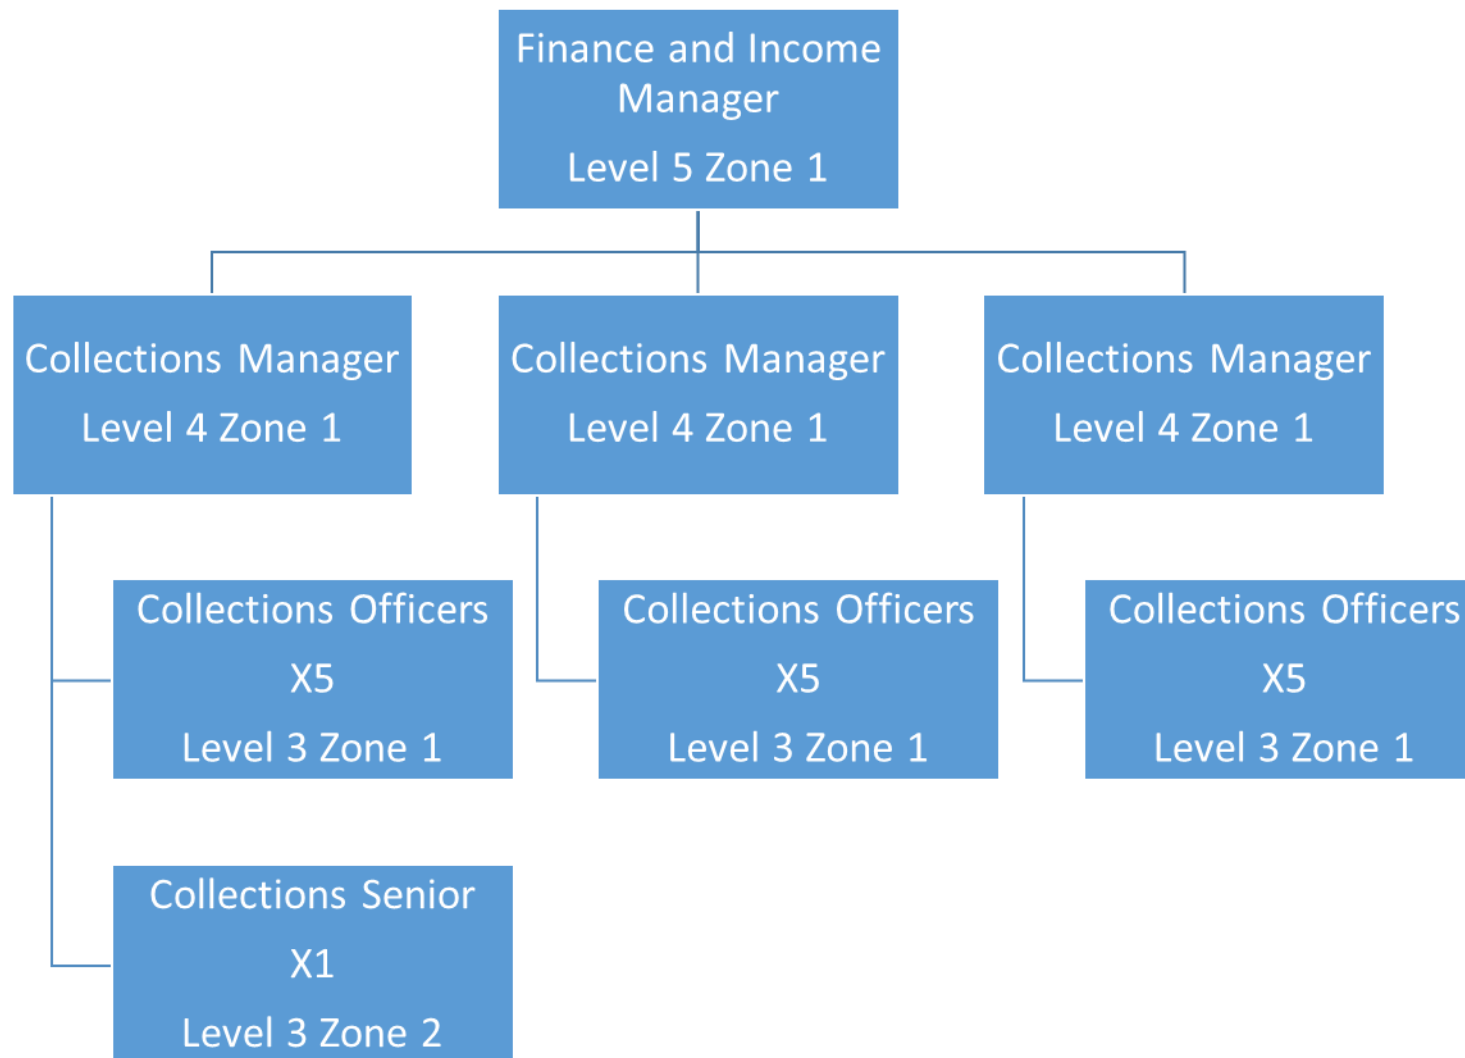 Finance and Income
Manager
Level 5 Zone 1
Collections Manager
Level 4 Zone 1
Collections Manager
Level 4 Zone 1
Collections Manager
Level 4 Zone 1
Collections Officers
X5
Level 3 Zone 1
Collections Officers
X5
Level 3 Zone 1
Collections Officers
X5
Level 3 Zone 1
Collections Senior
X1
Level 3 Zone 2